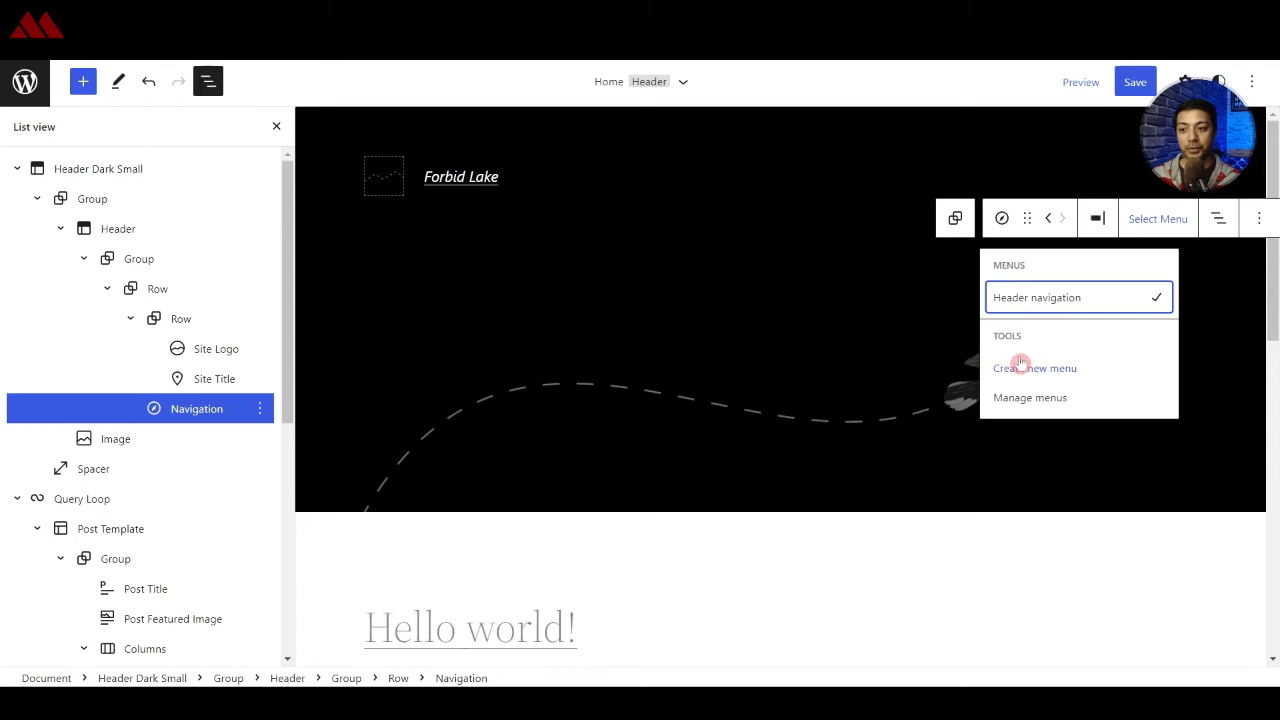 Home Header
Preview
Save
List view
Header Dark Small
Group
Header
Group
Row
Row
Site Logo
Site Title
Navigation
Image
Spacer
Query Loop
Post Template
Group
Post Title
Post Featured Image
Columns
Forbid Lake
Select Menu
MENUS
Header navigation
TOOLS
Create new menu
Manage menus
Hello world!
Document Header Dark Small Group Header Group Row Navigation